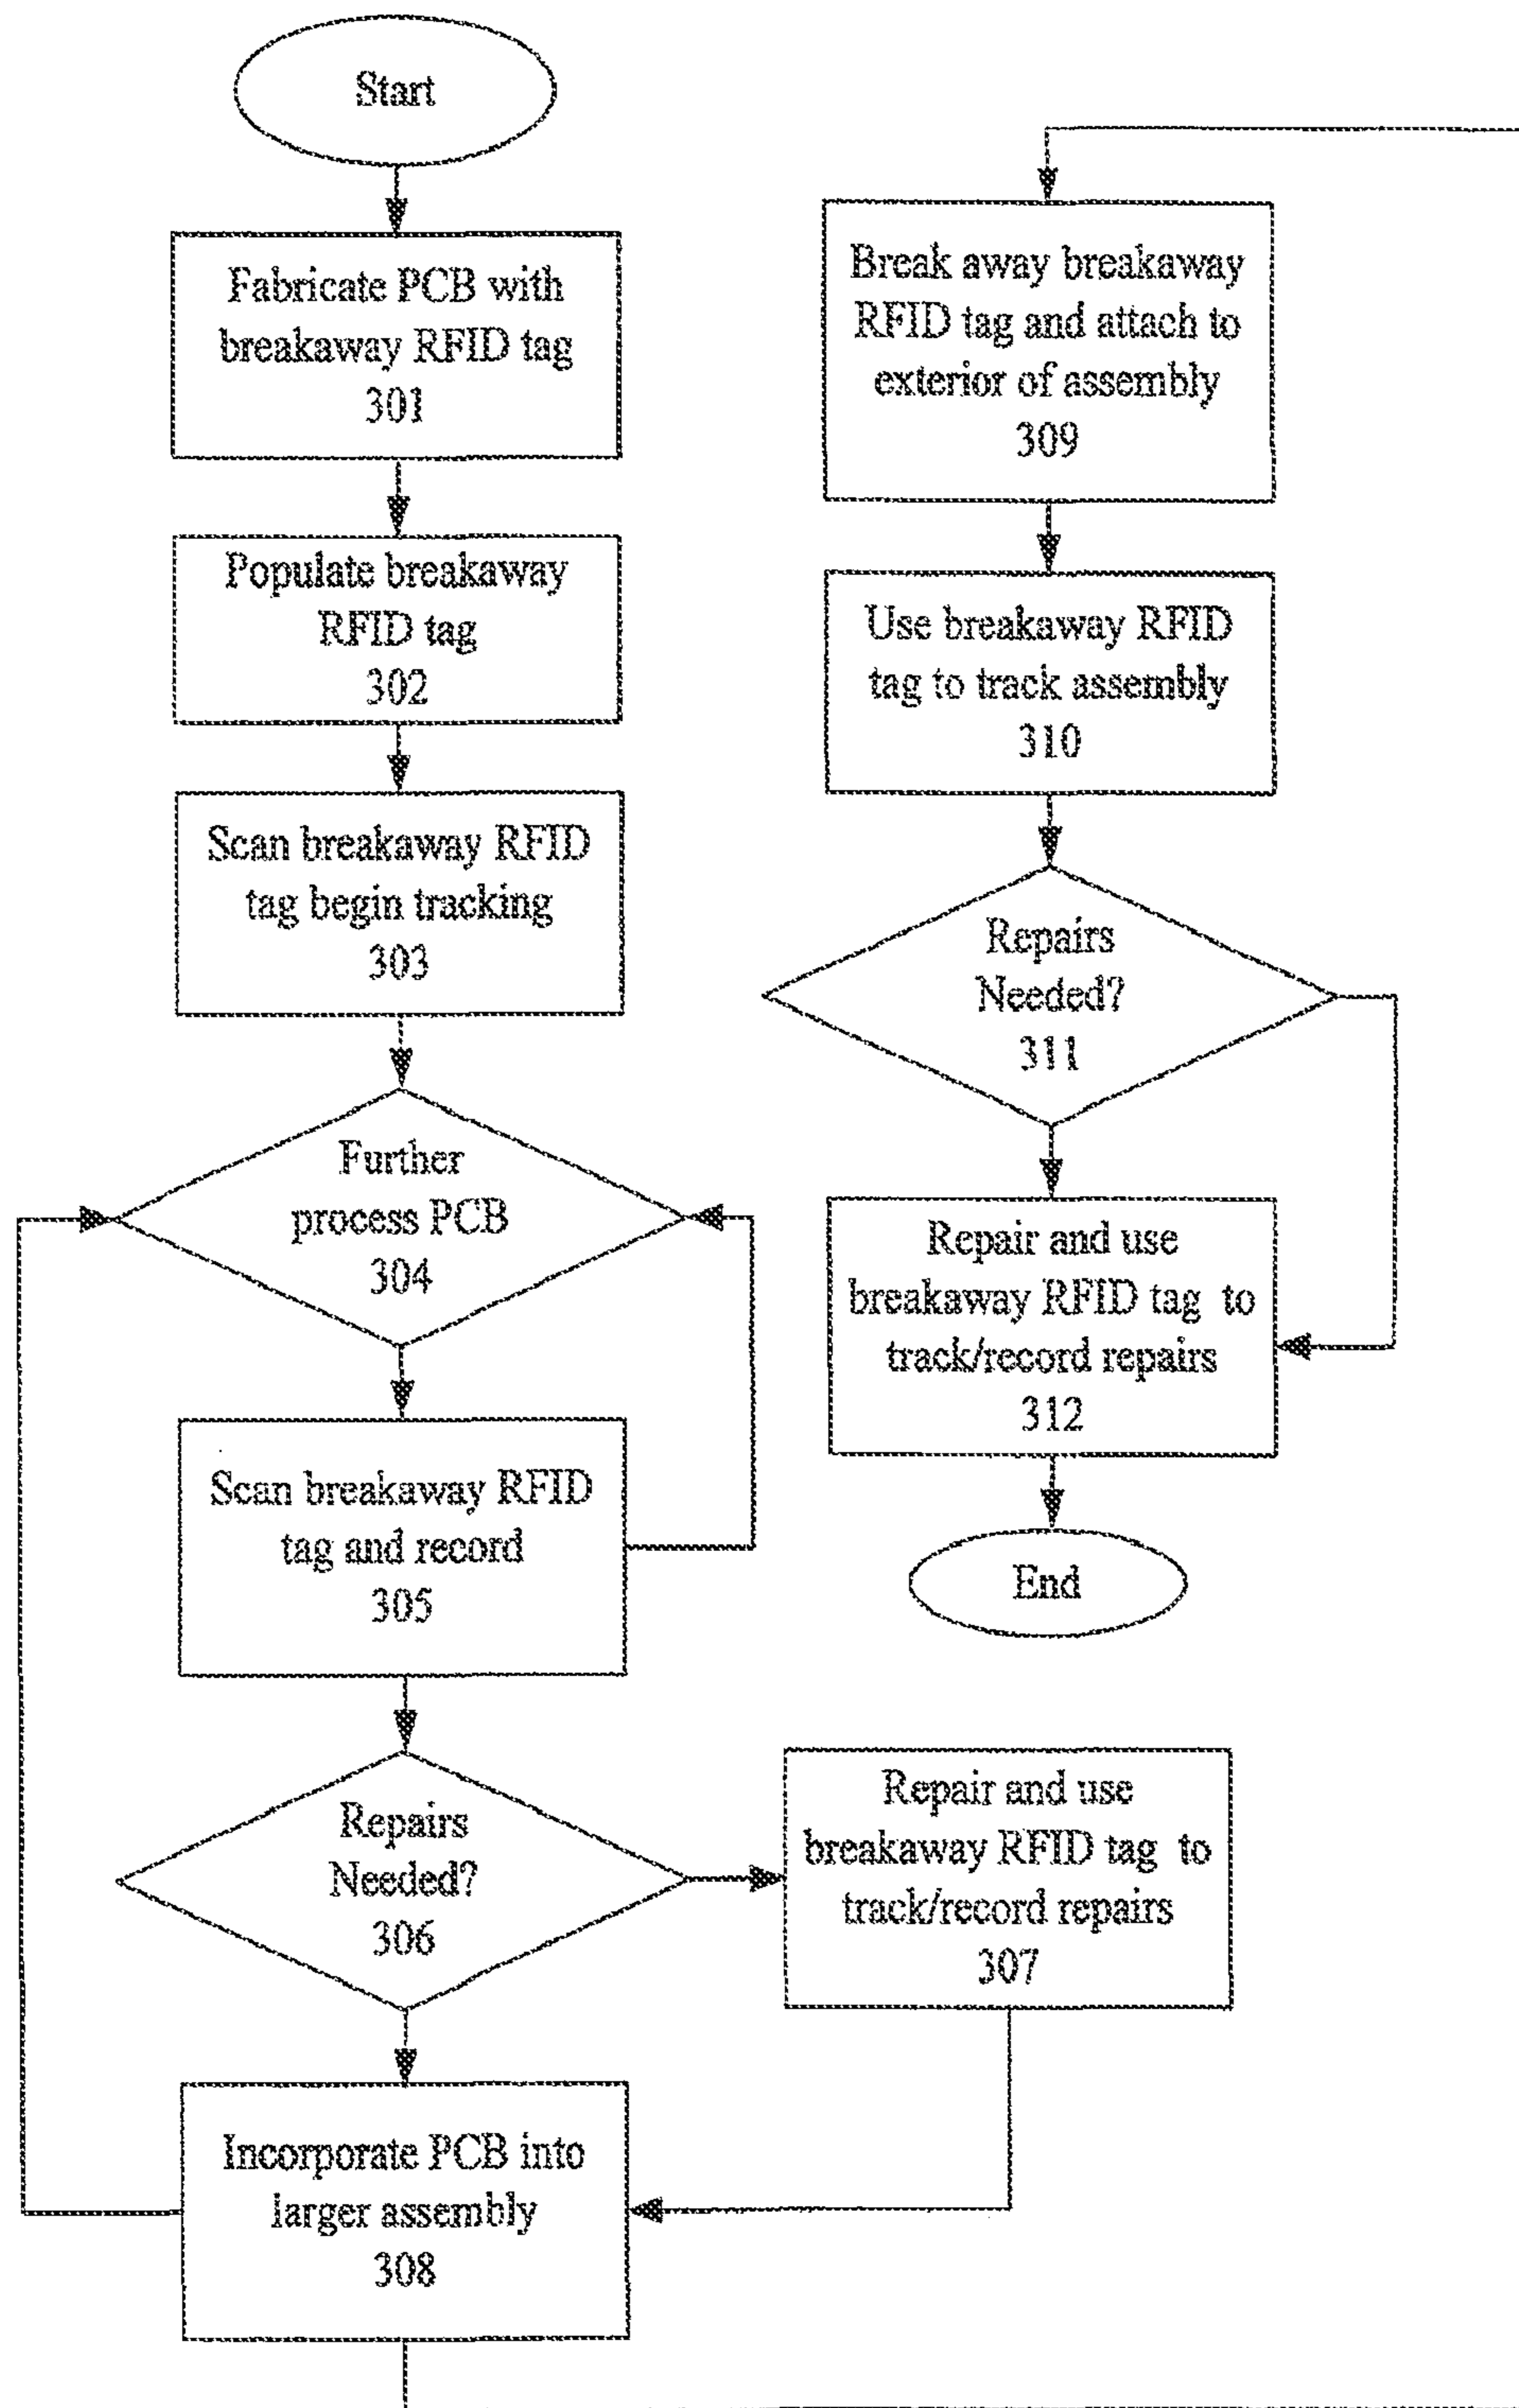 Start
Fabricate PCB with
breakaway RFID tag
301
Populate breakaway
RFID tag
302
Scan breakaway RFID
tag begin tracking
303
Further
process PCB
304
Scan breakaway RFID
tag and record
305
Repairs
Needed?
306
Repair and use
breakaway RFID tag to
track/record repairs
307
Incorporate PCB into
larger assembly
308
Break away breakaway
RFID tag and attach to
exterior of assembly
309
Use breakaway RFID
tag to track assembly
310
Repairs
Needed?
311
Repair and use
breakaway RFID tag to
track/record repairs
312
End